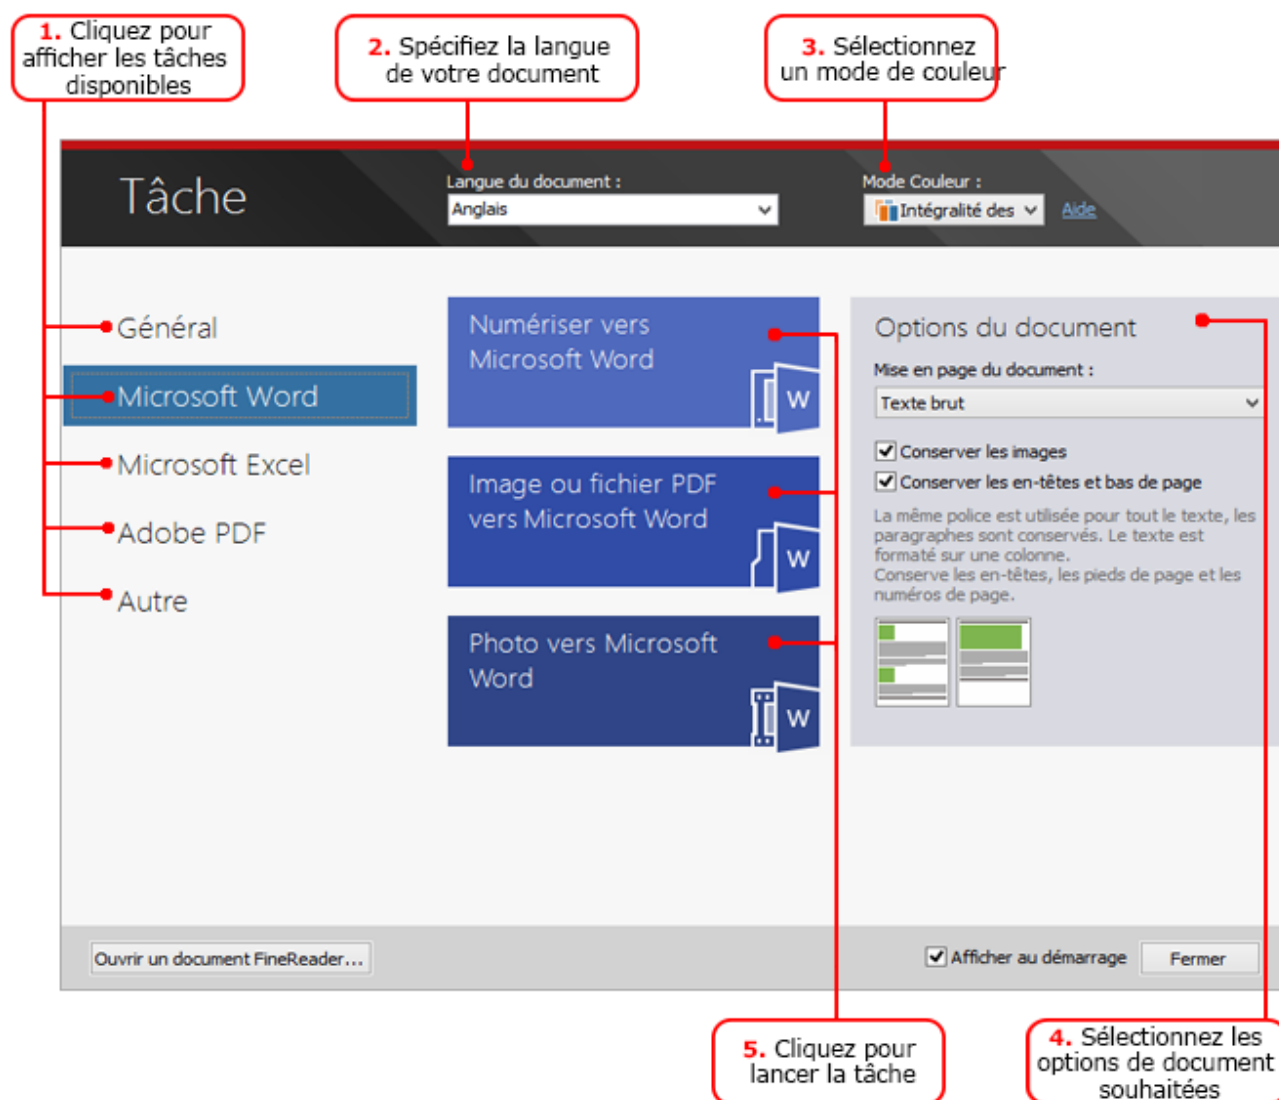 1. Cliquez pour
afficher les tâches
disponibles
2. Spécifiez la langue
de votre document
3. Sélectionnez
un mode de couleur
Tâche
Langue du document :
Anglais
Mode Couleur :
Intégralité des
Aide
Général
Microsoft Word
Microsoft Excel
Adobe PDF
Autre
Numériser vers
Microsoft Word
W
Image ou fichier PDF
vers Microsoft Word
W
Photo vers Microsoft
Word
W
Options du document
Mise en page du document :
Texte brut
Conserver les images
Conserver les en-têtes et bas de page
La même police est utilisée pour tout le texte, les
paragraphes sont conservés. Le texte est
formaté sur une colonne.
Conserve les en-têtes, les pieds de page et les
numéros de page.
Ouvrir un document FineReader...
Afficher au démarrage
Fermer
5. Cliquez pour
lancer la tâche
4. Sélectionnez les
options de document
souhaitées